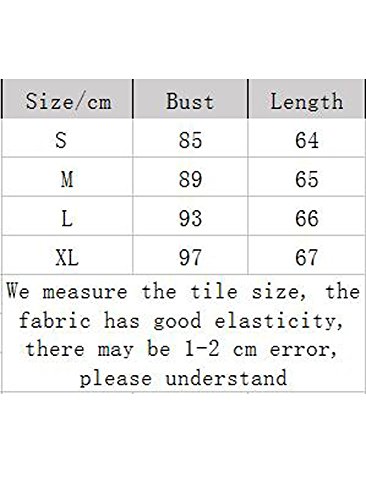 Size/cm Bust Length
S 85 64
M 89 65
L 93 66
XL 97 67
We measure the tile size, the
fabric has good elasticity,
there may be 1-2 cm error,
please understand